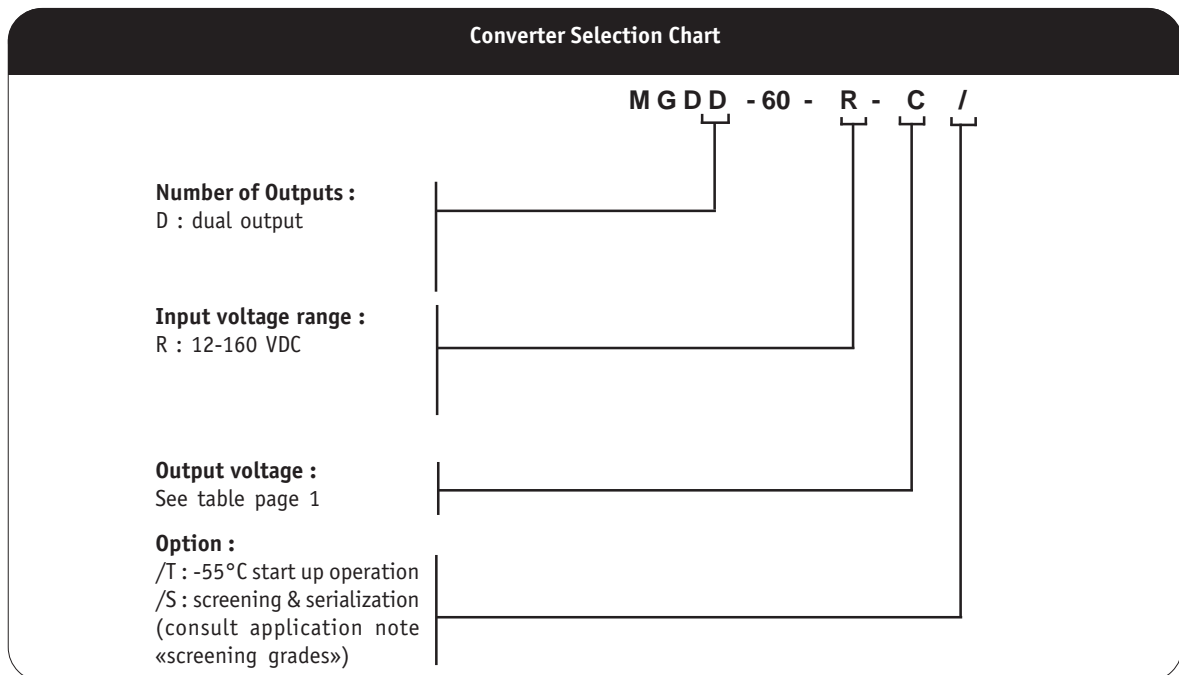 Converter Selection Chart
MGDD -60 - R - C /
Number of Outputs :
D : dual output
Input voltage range :
R : 12-160 VDC
Output voltage :
See table page 1
Option :
/T : -55°C start up operation
/S : screening & serialization
(consult application note
«screening grades»)